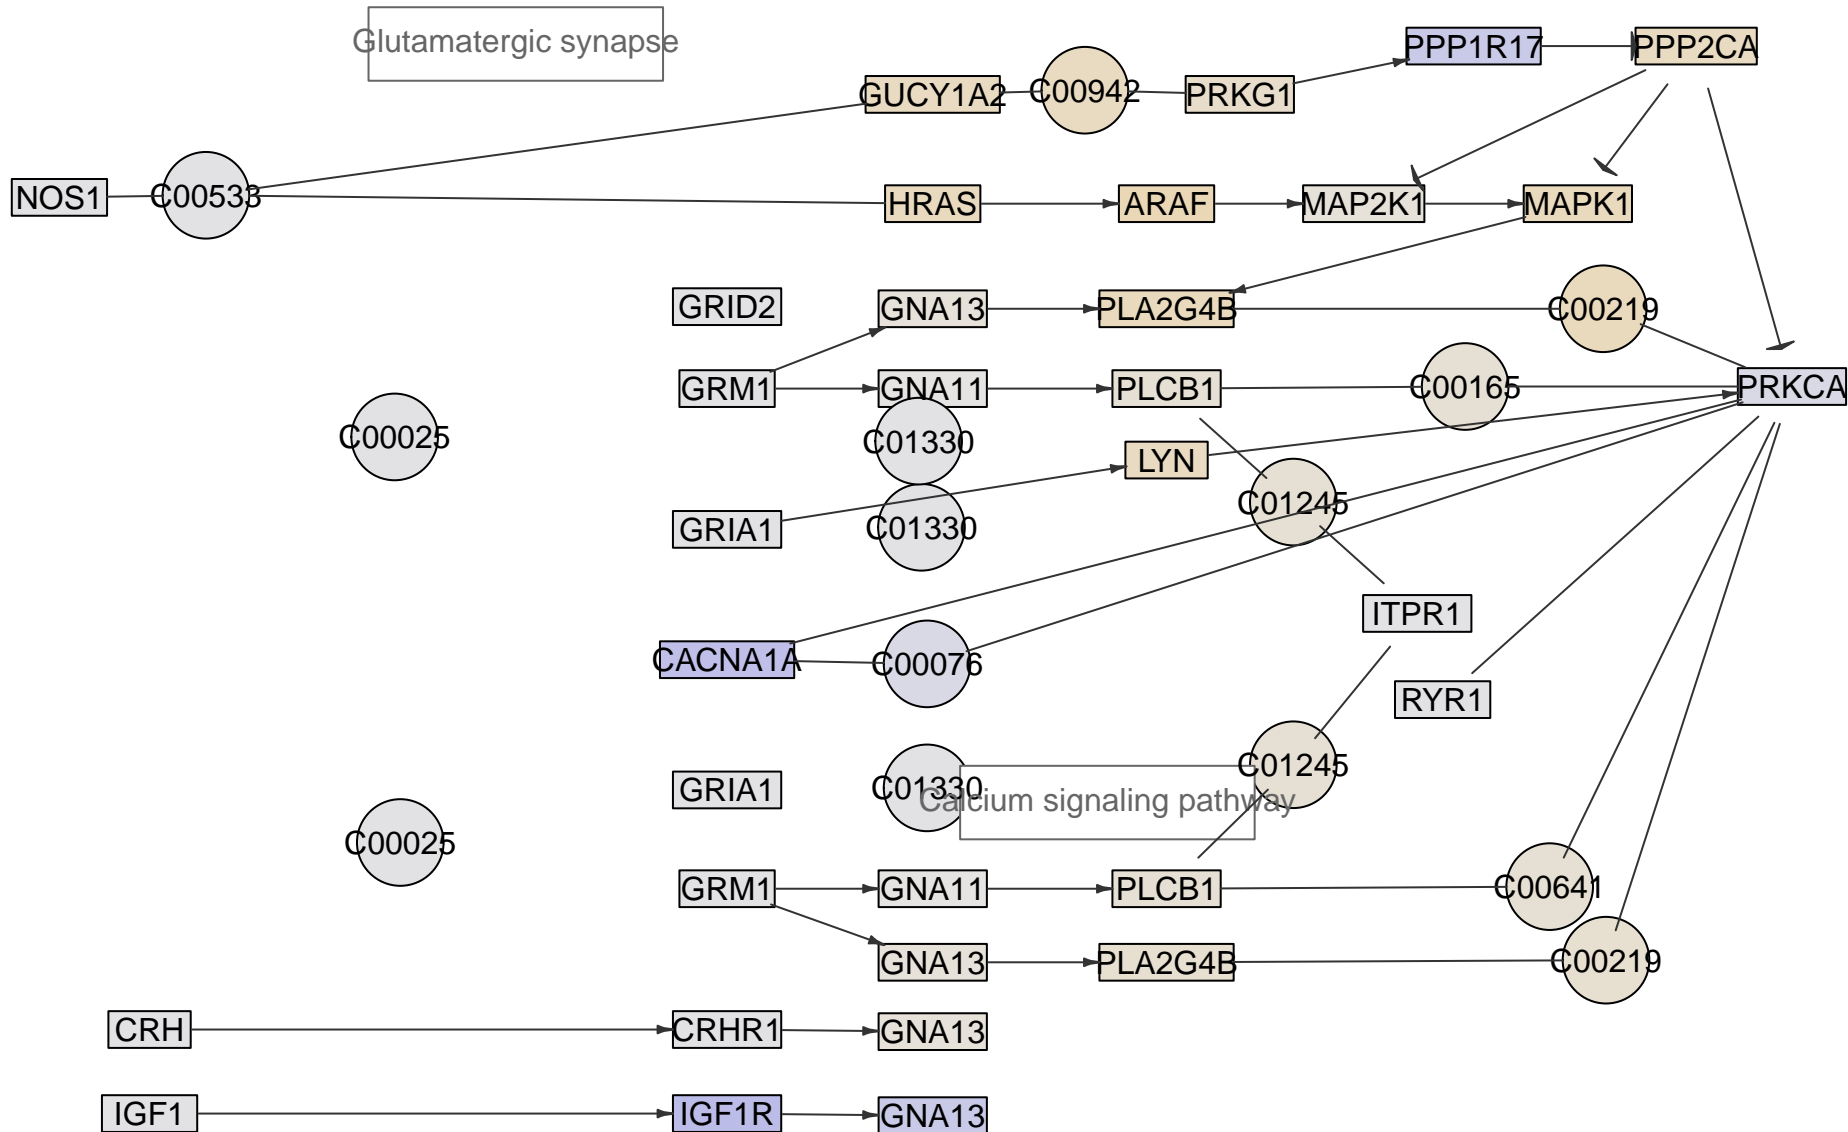 Glutamatergic synapse
PPP1R17
PPP2CA
GUCY1A2
C00942
PRKG1
NOS1
C00533
HRAS
ARAF
MAP2K1
MAPK1
GRID2
GNA13
PLA2G4B
C00219
GRM1
GNA11
PLCB1
C00165
PRKCA
C00025
C01330
LYN
C01245
GRIA1
C01330
ITPR1
CACNA1A
C00076
RYR1
C01245
GRIA1
C01330
Calcium signaling pathway
C00025
GRM1
GNA11
PLCB1
C00641
GNA13
PLA2G4B
C00219
CRH
CRHR1
GNA13
IGF1
IGF1R
GNA13